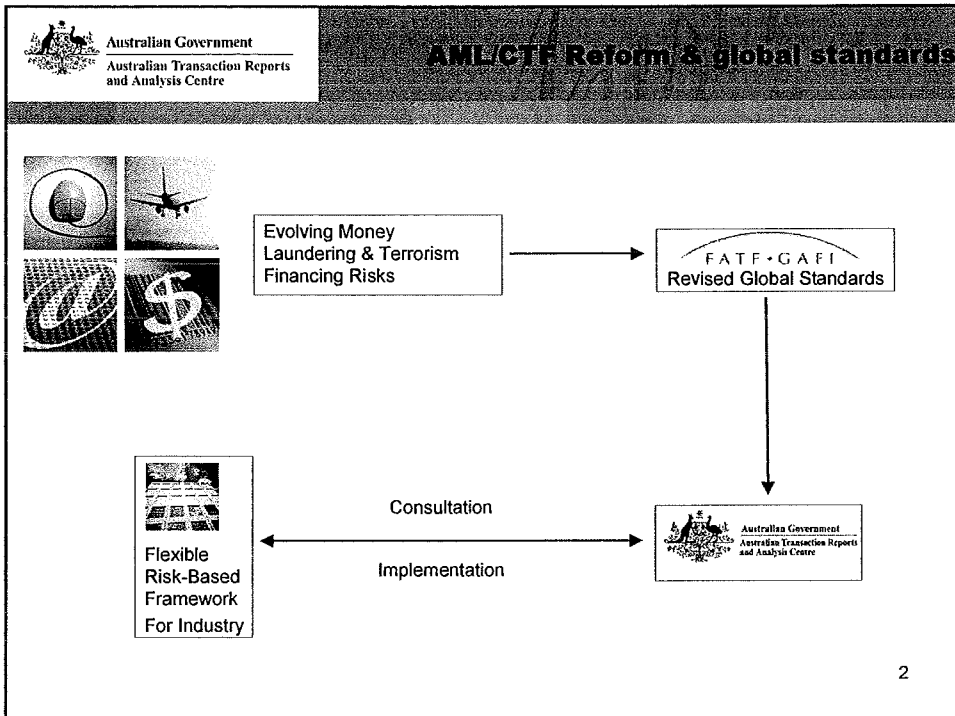 Australian Government
Australian Transaction Reports
and Analysis Centre
AML/CTF Reform & global standards
Evolving Money
Laundering & Terrorism
Financing Risks
FATF•GAFI
Revised Global Standards
Consultation
Implementation
Flexible
Risk-Based
Framework
For Industry
Australian Government
Australian Transaction Reports
and Analysis Centre
2